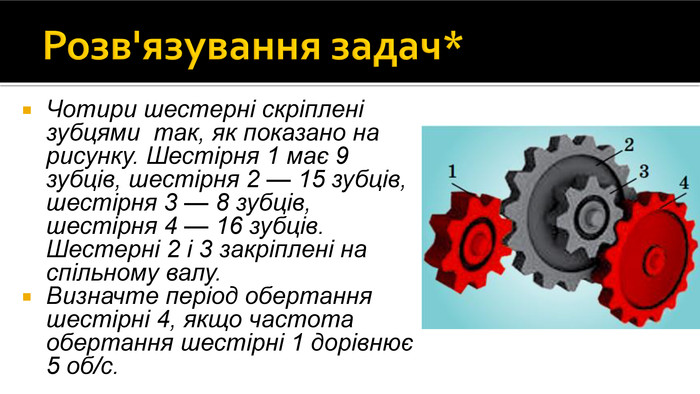 Розв'язування задач*
Чотири шестерні скріплені
зубцями так, як показано на
рисунку. Шестірня 1 має 9
зубців, шестірня 2 — 15 зубців,
шестірня 3 — 8 зубців,
шестірня 4 — 16 зубців.
Шестерні 2 і 3 закріплені на
спільному валу.
Визначте період обертання
шестірні 4, якщо частота
обертання шестірні 1 дорівнює
5 об/с.
1
2
3
4